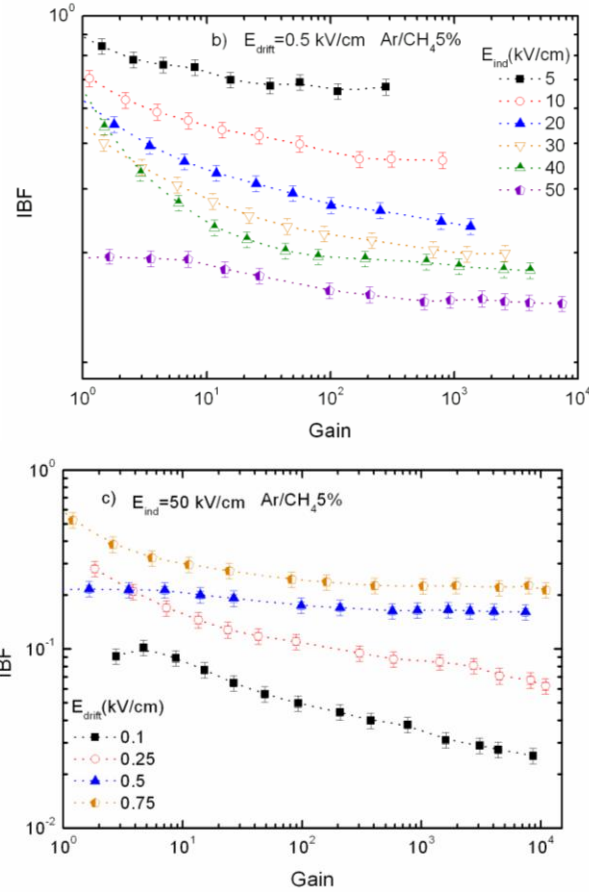 10⁰
b) E_drift=0.5 kV/cm Ar/CH₄5%
E_ind(kV/cm)
5
10
20
30
40
50
IBF
10⁰ 10¹ 10² 10³ 10⁴
Gain
10⁰
c) E_ind=50 kV/cm Ar/CH₄5%
IBF
10⁻¹
E_drift(kV/cm)
0.1
0.25
0.5
0.75
10⁻²
10⁰ 10¹ 10² 10³ 10⁴
Gain